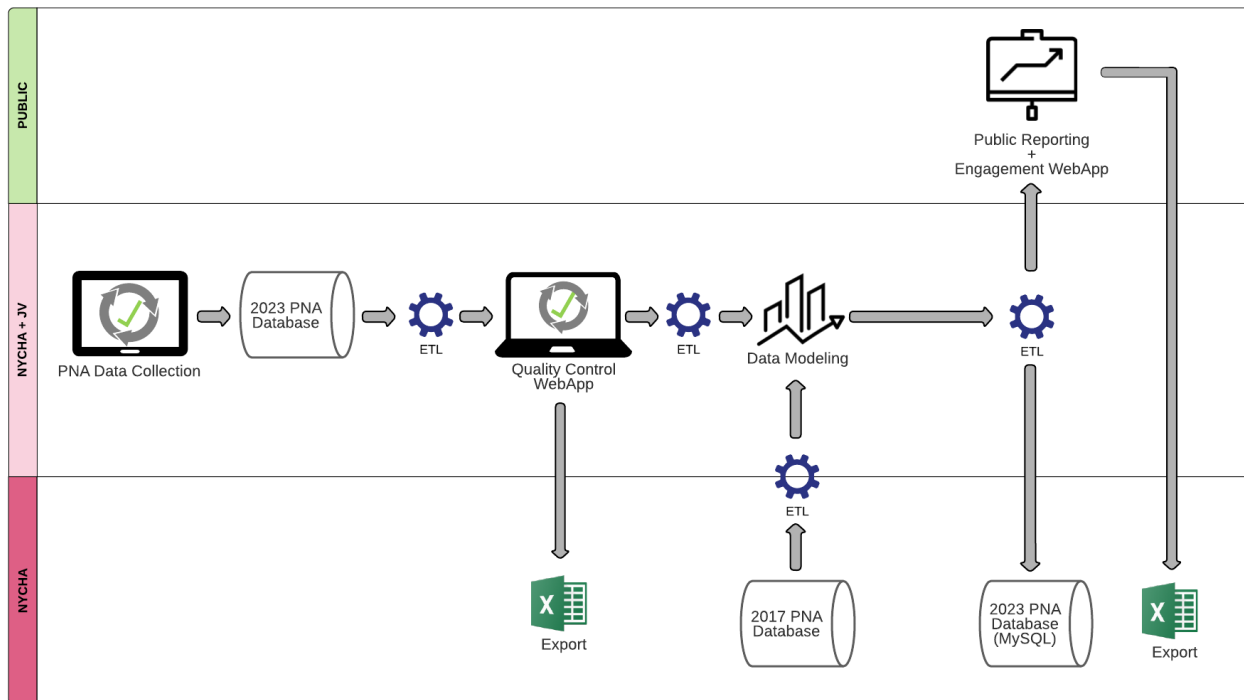 PUBLIC
Public Reporting
+
Engagement WebApp
NYCHA + JV
PNA Data Collection
2023 PNA
Database
ETL
Quality Control
WebApp
ETL
Data Modeling
ETL
NYCHA
ETL
X
Export
2017 PNA
Database
2023 PNA
Database
(MySQL)
X
Export